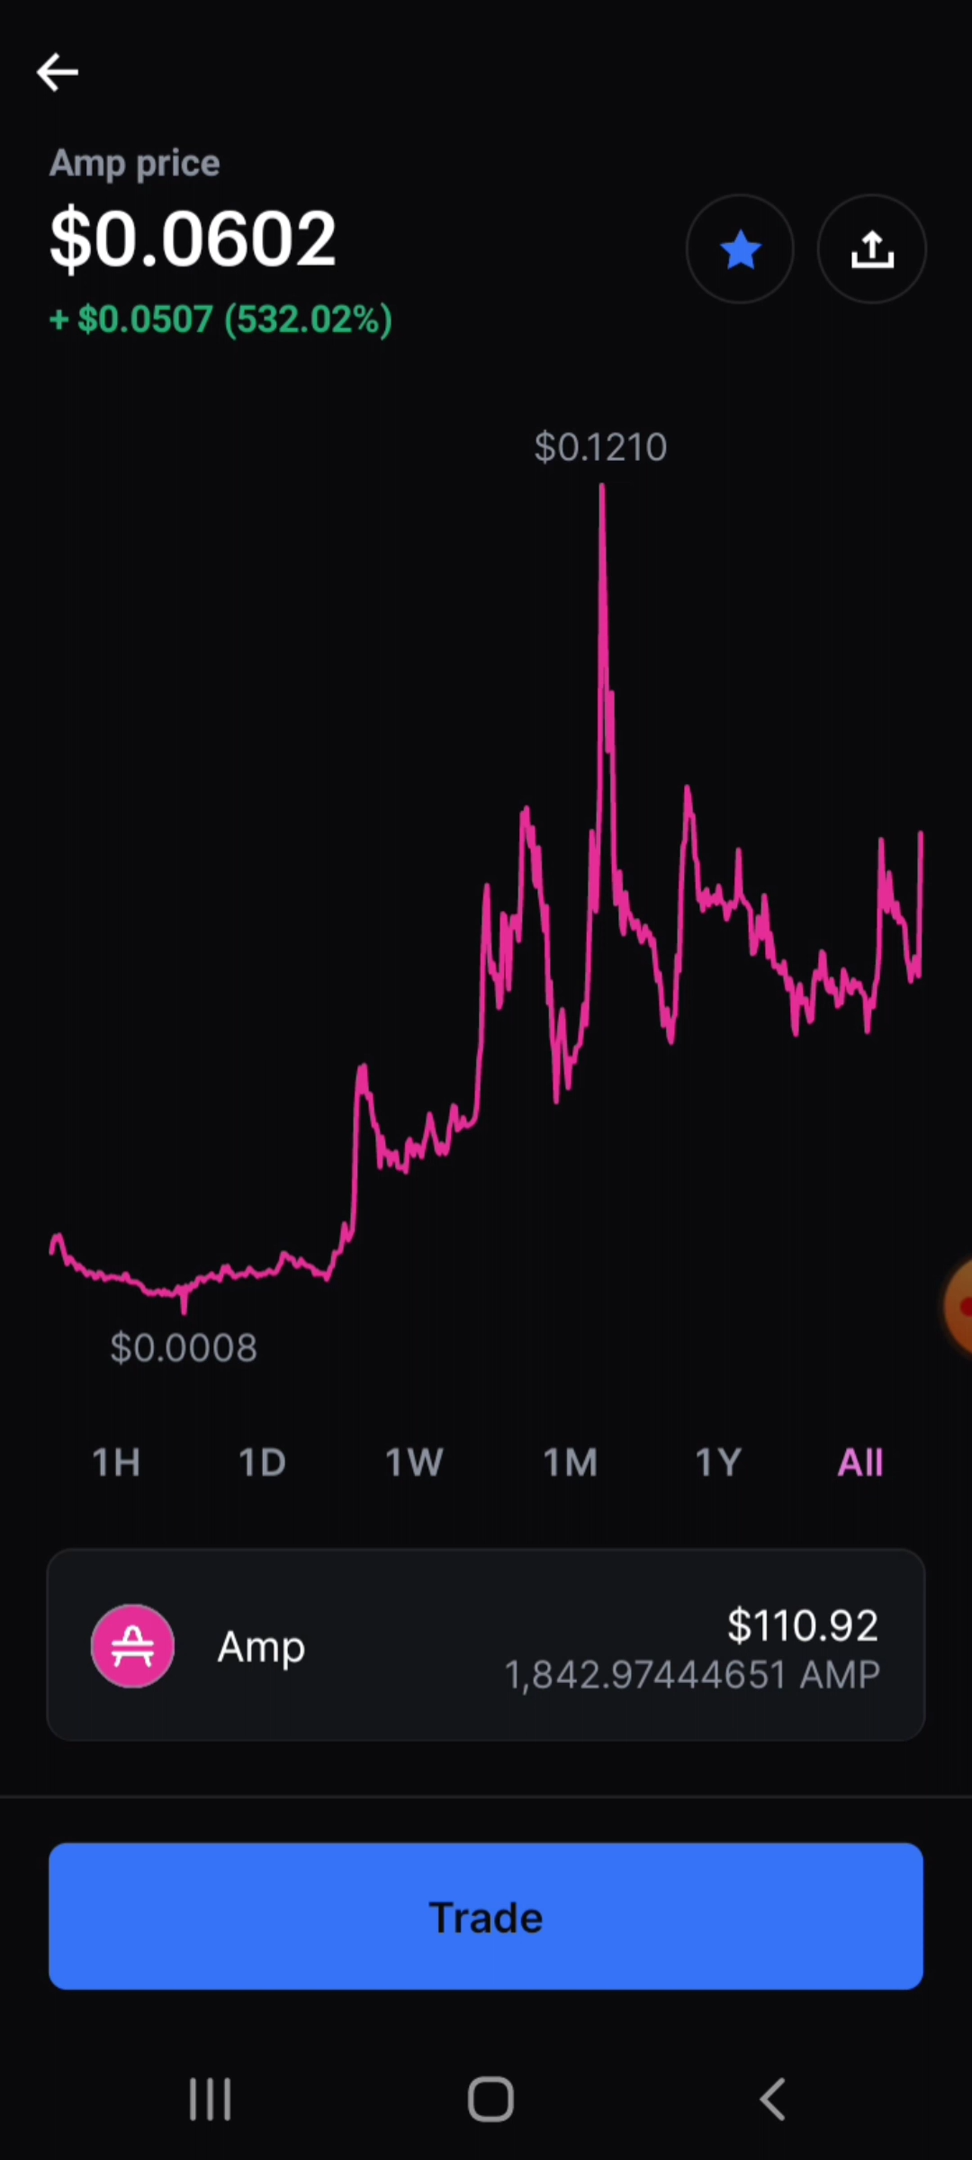 Amp price
$0.0602
+ $0.0507 (532.02%)
$0.1210
$0.0008
1H 1D 1W 1M 1Y All
Amp
$110.92
1,842.97444651 AMP
Trade